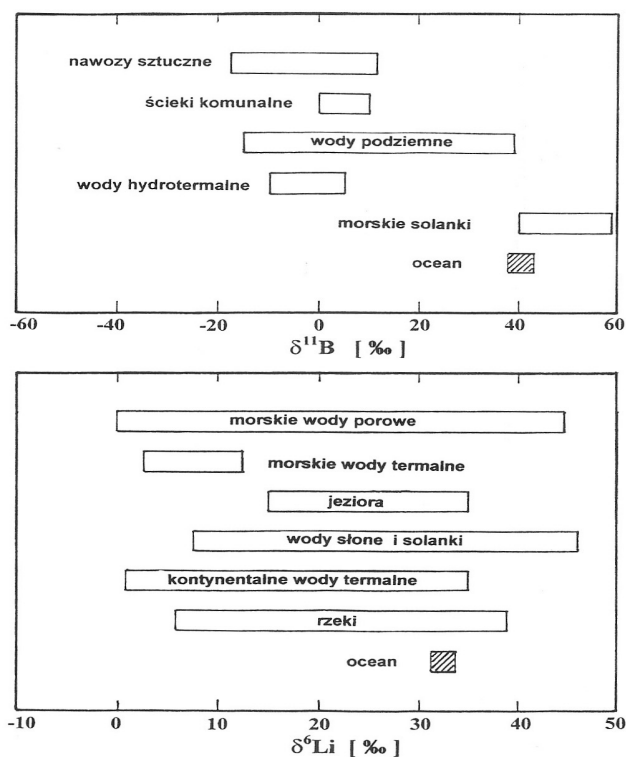 nawozy sztuczne
ścieki komunalne
wody podziemne
wody hydrotermalne
morskie solanki
ocean
-60 -40 -20 0 20 40 60
δ¹¹B [ ‰ ]
morskie wody porowe
morskie wody termalne
jeziora
wody słone i solanki
kontynentalne wody termalne
rzeki
ocean
-10 0 10 20 30 40 50
δ⁶Li [ ‰ ]